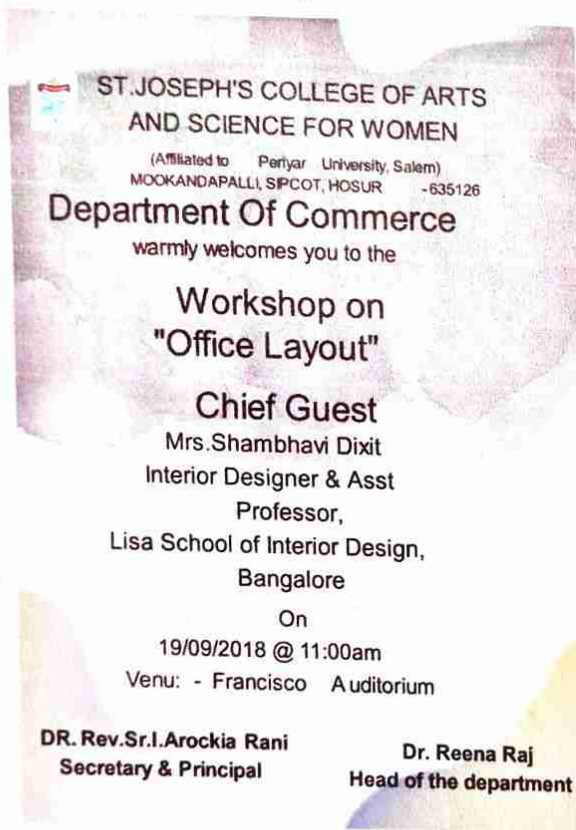 ST.JOSEPH'S COLLEGE OF ARTS
AND SCIENCE FOR WOMEN
(Affiliated to Periyar University, Salem)
MOOKANDAPALLI, SIPCOT, HOSUR -635126
Department Of Commerce
warmly welcomes you to the
Workshop on
"Office Layout"
Chief Guest
Mrs.Shambhavi Dixit
Interior Designer & Asst
Professor,
Lisa School of Interior Design,
Bangalore
On
19/09/2018 @ 11:00am
Venu: - Francisco Auditorium
DR. Rev.Sr.I.Arockia Rani
Secretary & Principal
Dr. Reena Raj
Head of the department